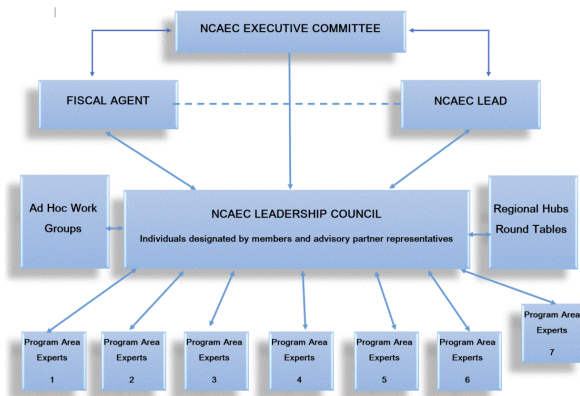 NCAEC EXECUTIVE COMMITTEE
FISCAL AGENT
NCAEC LEAD
Ad Hoc Work
Groups
NCAEC LEADERSHIP COUNCIL
Individuals designated by members and advisory partner representatives
Regional Hubs
Round Tables
Program Area
Experts
1
Program Area
Experts
2
Program Area
Experts
3
Program Area
Experts
4
Program Area
Experts
5
Program Area
Experts
6
Program Area
Experts
7